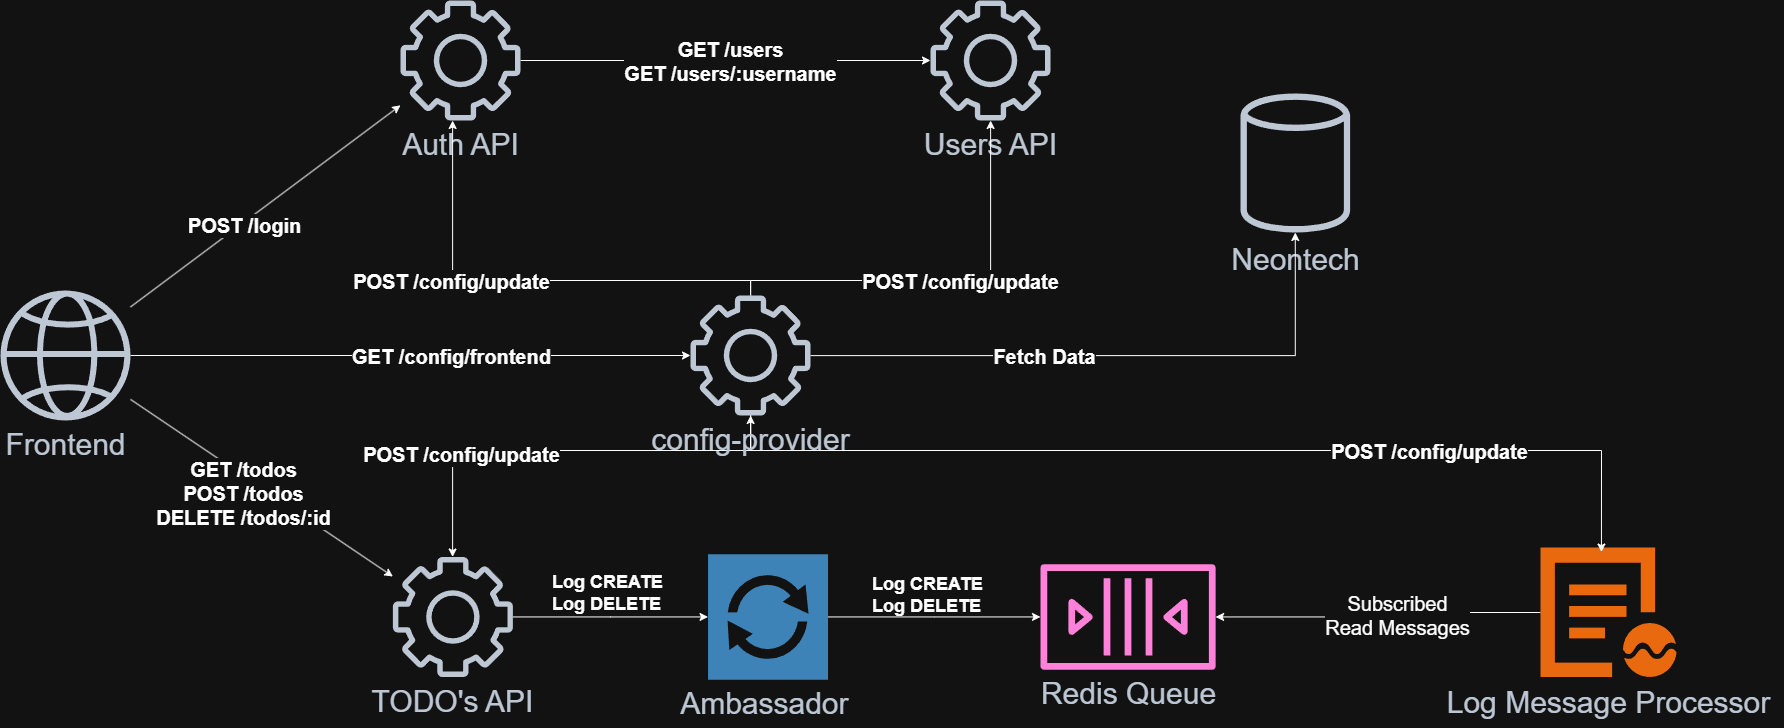 GET /users
GET /users/:username
Auth API
Users API
POST /login
Neontech
POST /config/update
POST /config/update
GET /config/frontend
Fetch Data
Frontend
config-provider
POST /config/update
POST /config/update
GET /todos
POST /todos
DELETE /todos/:id
Log CREATE
Log DELETE
Log CREATE
Log DELETE
Subscribed
Read Messages
TODO's API
Ambassador
Redis Queue
Log Message Processor